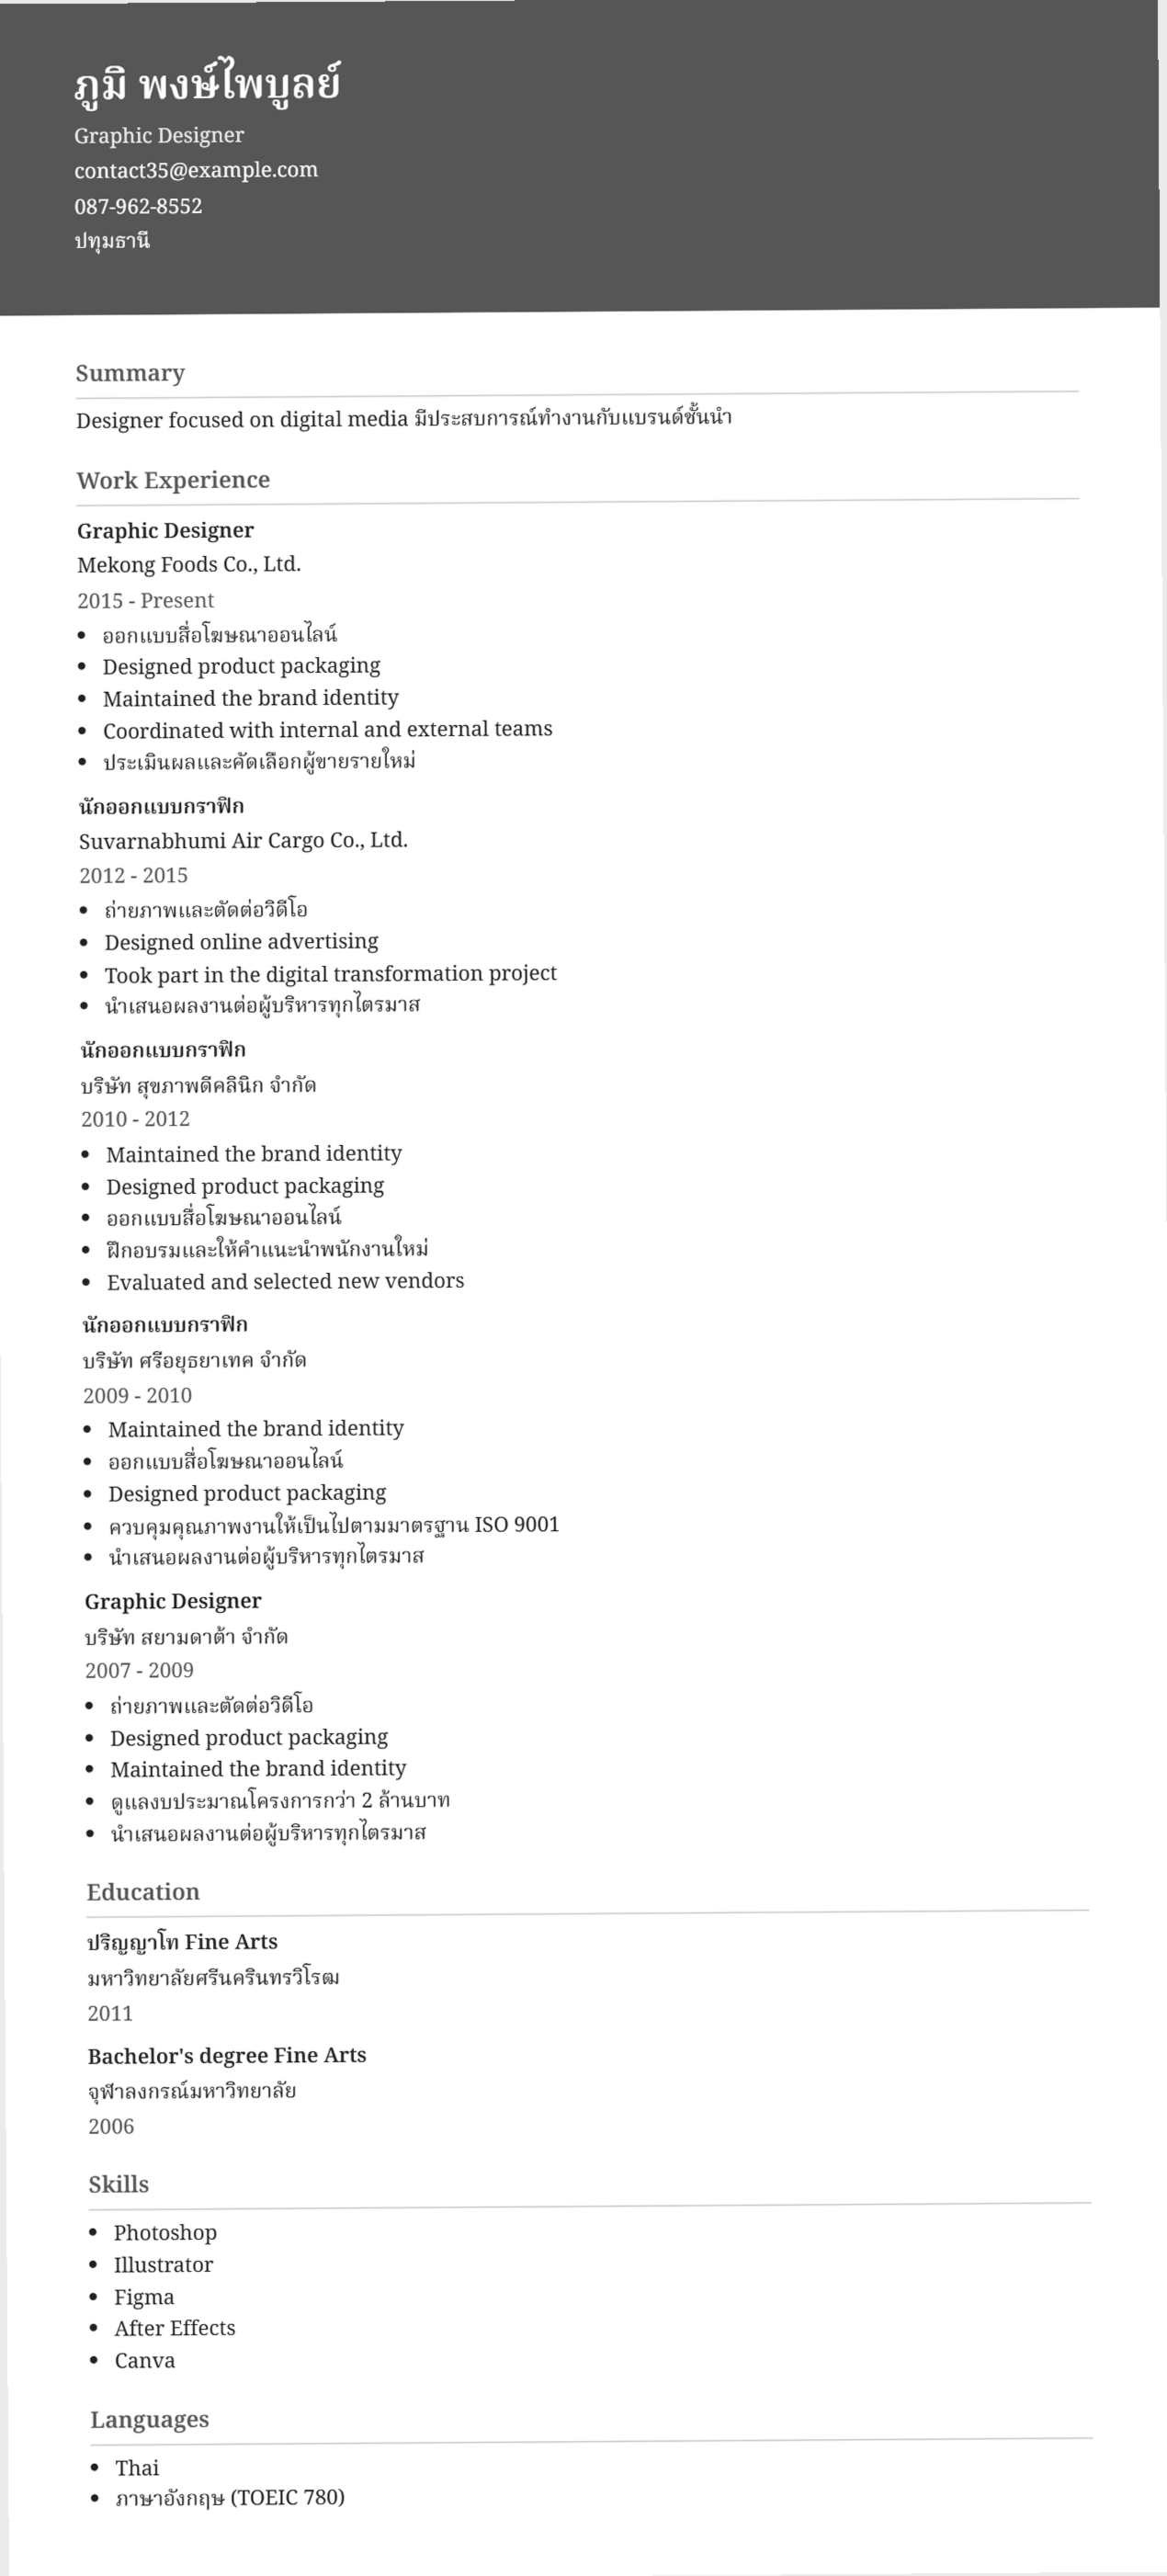 ภูมิ พงษ์ไพบูลย์
Graphic Designer
contact35@example.com
087-962-8552
ปทุมธานี
Summary
Designer focused on digital media มีประสบการณ์ทำงานกับแบรนด์ชั้นนำ
Work Experience
Graphic Designer
Mekong Foods Co., Ltd.
2015 - Present
• ออกแบบสื่อโฆษณาออนไลน์
• Designed product packaging
• Maintained the brand identity
• Coordinated with internal and external teams
• ประเมินผลและคัดเลือกผู้ขายรายใหม่
นักออกแบบกราฟิก
Suvarnabhumi Air Cargo Co., Ltd.
2012 - 2015
• ถ่ายภาพและตัดต่อวิดีโอ
• Designed online advertising
• Took part in the digital transformation project
• นำเสนอผลงานต่อผู้บริหารทุกไตรมาส
นักออกแบบกราฟิก
บริษัท สุขภาพดีคลินิก จำกัด
2010 - 2012
• Maintained the brand identity
• Designed product packaging
• ออกแบบสื่อโฆษณาออนไลน์
• ฝึกอบรมและให้คำแนะนำพนักงานใหม่
• Evaluated and selected new vendors
นักออกแบบกราฟิก
บริษัท ศรีอยุธยาเทค จำกัด
2009 - 2010
• Maintained the brand identity
• ออกแบบสื่อโฆษณาออนไลน์
• Designed product packaging
• ควบคุมคุณภาพงานให้เป็นไปตามมาตรฐาน ISO 9001
• นำเสนอผลงานต่อผู้บริหารทุกไตรมาส
Graphic Designer
บริษัท สยามดาต้า จำกัด
2007 - 2009
• ถ่ายภาพและตัดต่อวิดีโอ
• Designed product packaging
• Maintained the brand identity
• ดูแลงบประมาณโครงการกว่า 2 ล้านบาท
• นำเสนอผลงานต่อผู้บริหารทุกไตรมาส
Education
ปริญญาโท Fine Arts
มหาวิทยาลัยศรีนครินทรวิโรฒ
2011
Bachelor's degree Fine Arts
จุฬาลงกรณ์มหาวิทยาลัย
2006
Skills
• Photoshop
• Illustrator
• Figma
• After Effects
• Canva
Languages
• Thai
• ภาษาอังกฤษ (TOEIC 780)